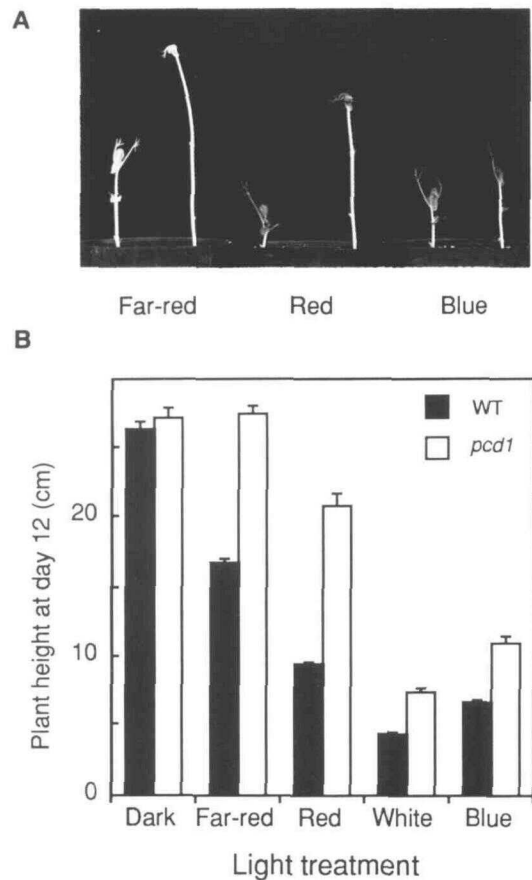 A
Far-red Red Blue
B
WT
pcd1
Plant height at day 12 (cm)
20
10
0
Dark Far-red Red White Blue
Light treatment